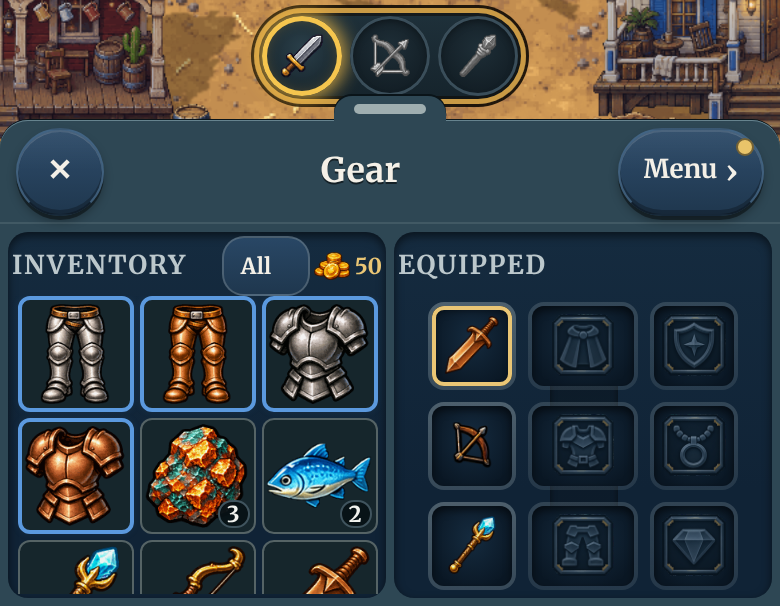 ×
Gear
Menu ›
INVENTORY
All
50
EQUIPPED
3
2